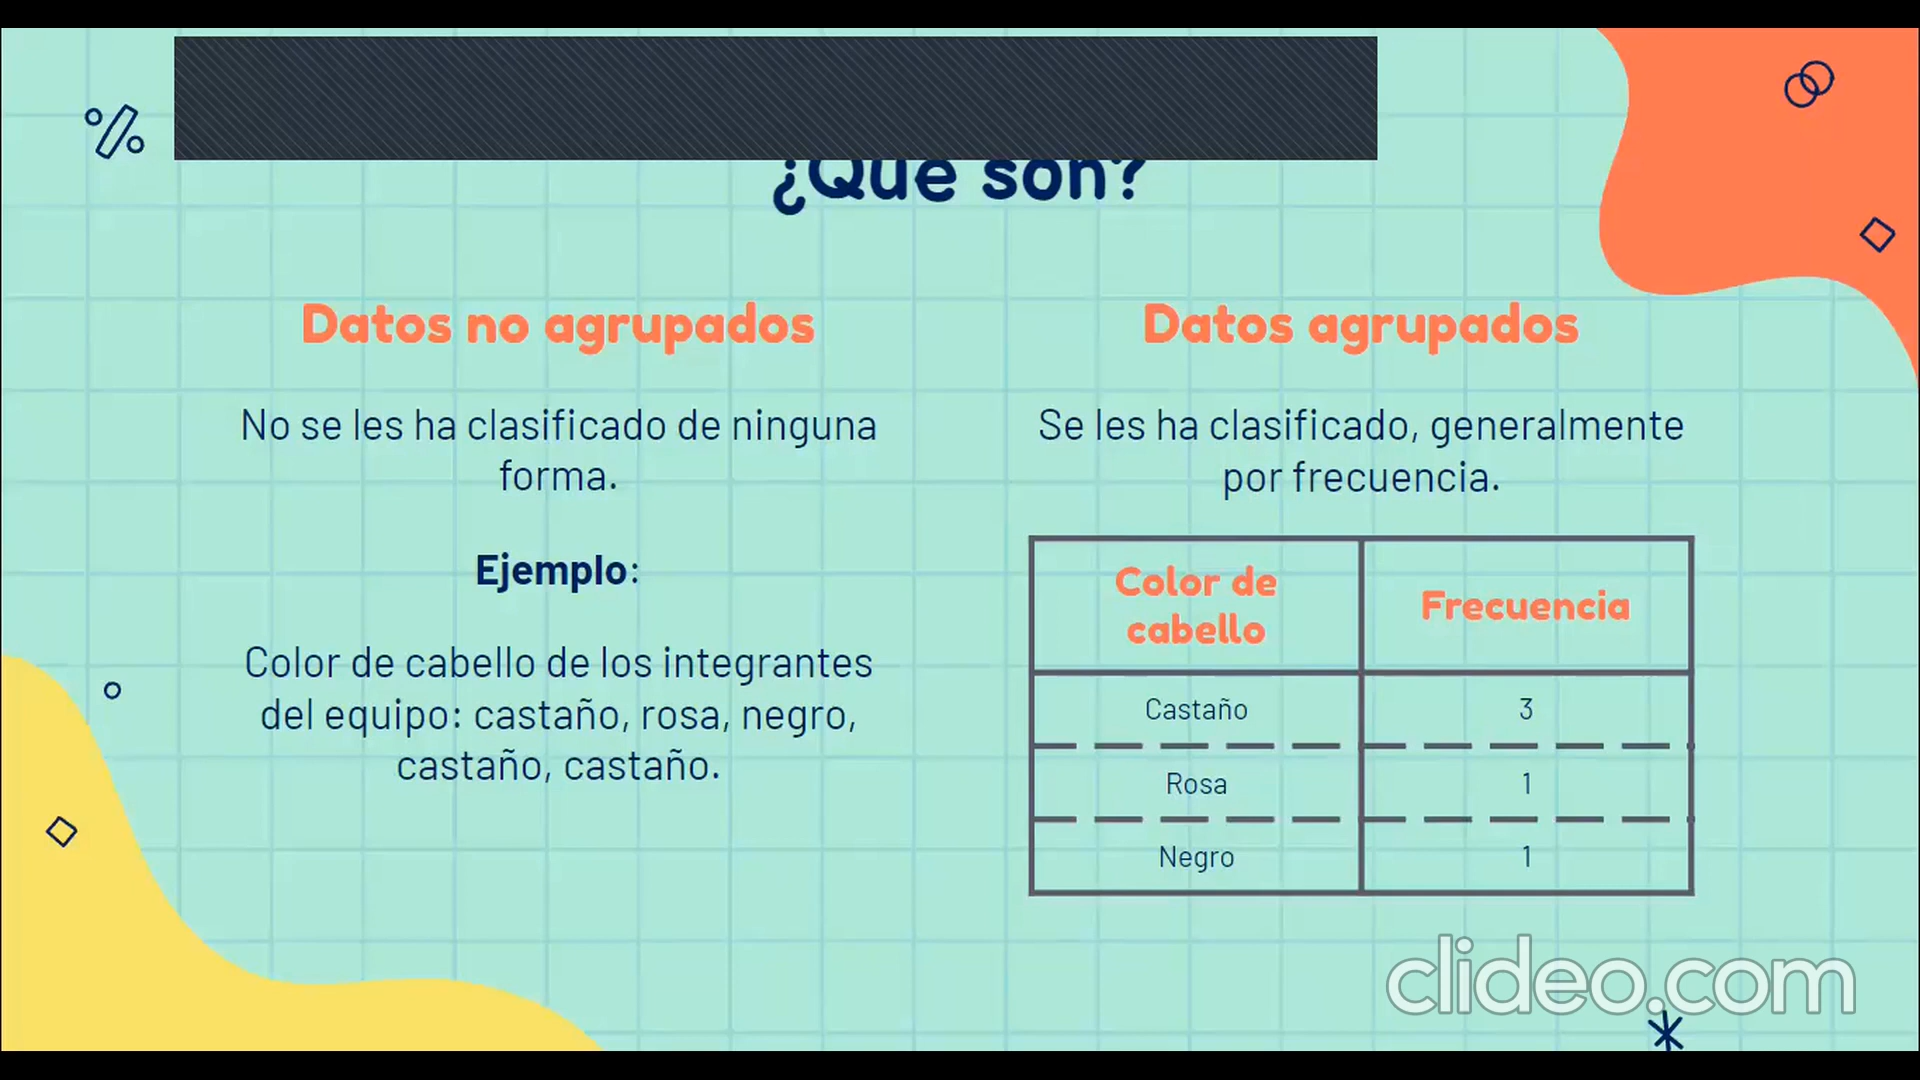 ¿Qué son?
Datos no agrupados
No se les ha clasificado de ninguna
forma.
Ejemplo:
Color de cabello de los integrantes
del equipo: castaño, rosa, negro,
castaño, castaño.
Datos agrupados
Se les ha clasificado, generalmente
por frecuencia.
Color de
cabello
Frecuencia
Castaño
3
Rosa
1
Negro
1
clideo.com